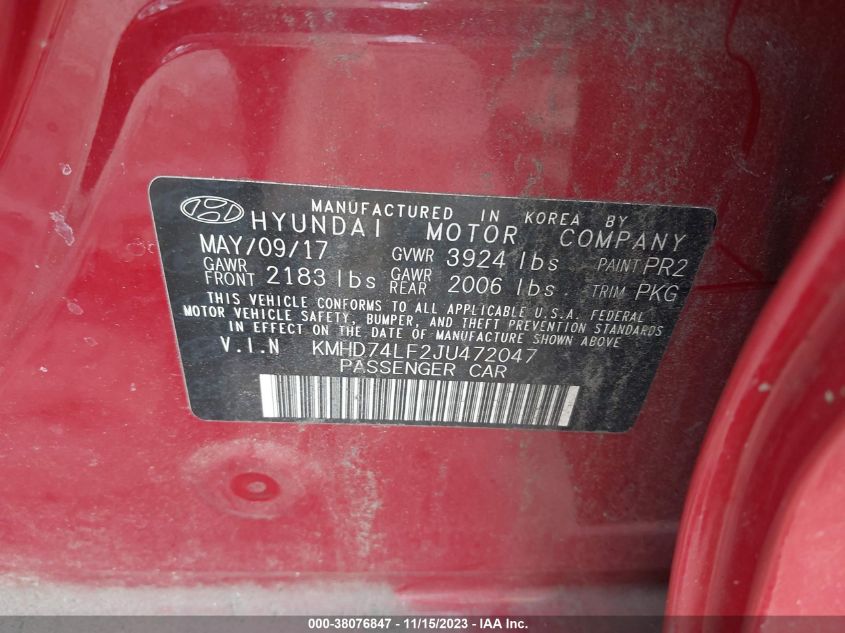 MANUFACTURED IN KOREA BY
HYUNDAI MOTOR COMPANY
MAY/09/17 GVWR 3924 lbs PAINT PR2
GAWR FRONT 2183 lbs GAWR REAR 2006 lbs TRIM PKG
THIS VEHICLE CONFORMS TO ALL APPLICABLE U.S.A. FEDERAL
MOTOR VEHICLE SAFETY, BUMPER, AND THEFT PREVENTION STANDARDS
IN EFFECT ON THE DATE OF MANUFACTURE SHOWN ABOVE.
V.I.N KMHD74LF2JU472047
PASSENGER CAR
000-38076847 - 11/15/2023 - IAA Inc.